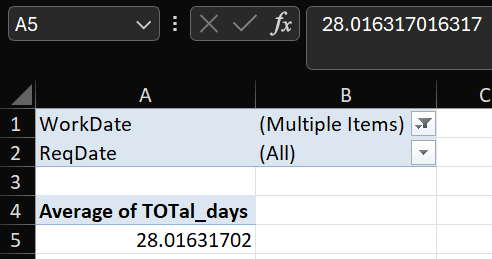 A5 fx 28.016317016317
A B C
1 WorkDate (Multiple Items)
2 ReqDate (All)
3
4 Average of TOTal_days
5 28.01631702